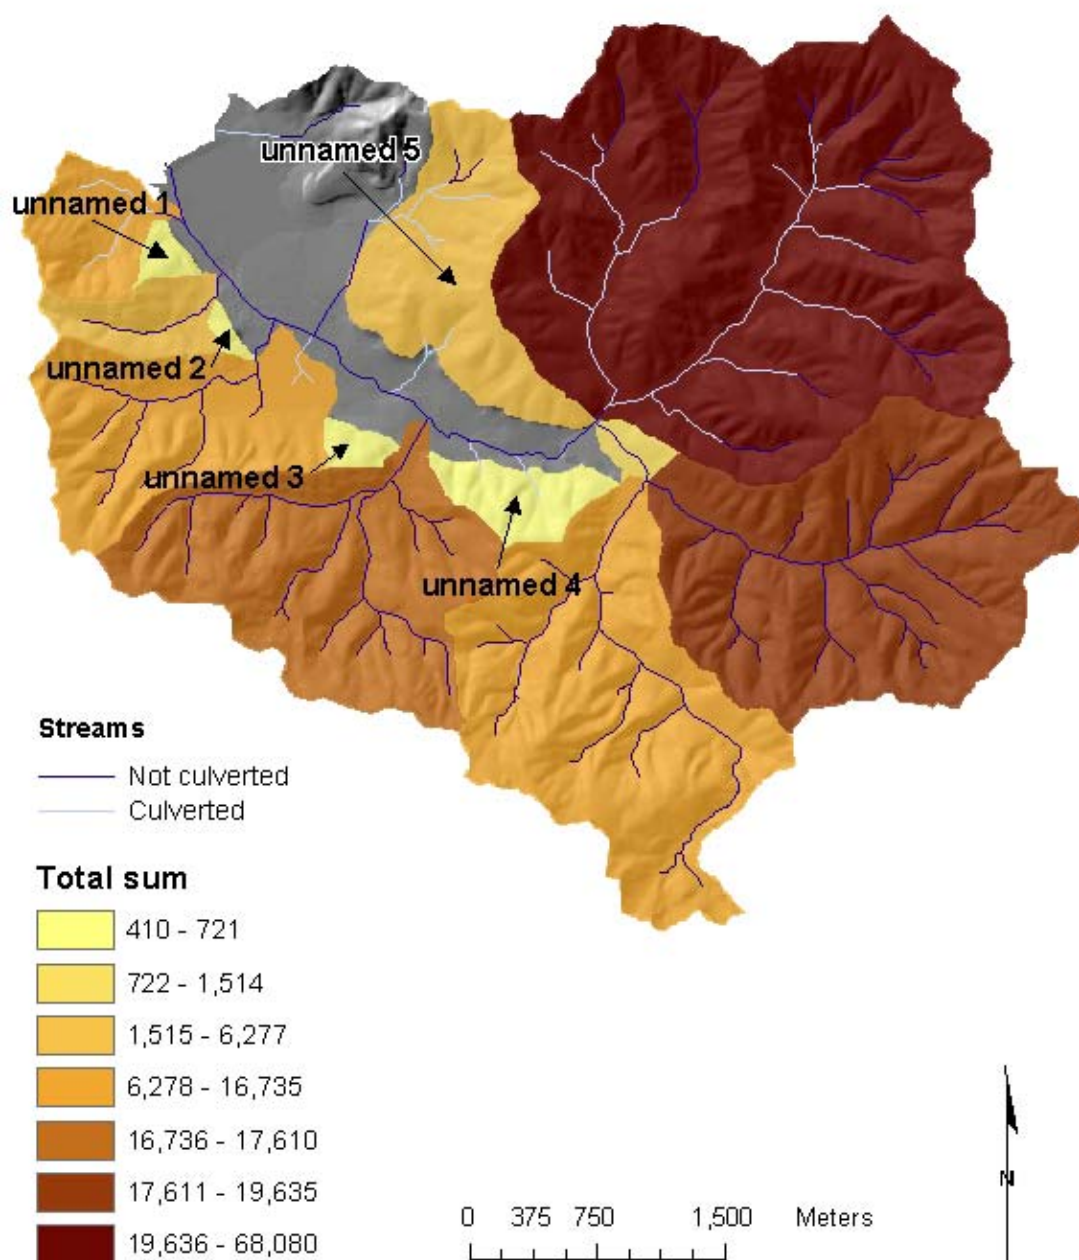 unnamed 5
unnamed 1
unnamed 2
unnamed 3
unnamed 4
Streams
Not culverted
Culverted
Total sum
410 - 721
722 - 1,514
1,515 - 6,277
6,278 - 16,735
16,736 - 17,610
17,611 - 19,635
19,636 - 68,080
N
0 375 750 1,500 Meters